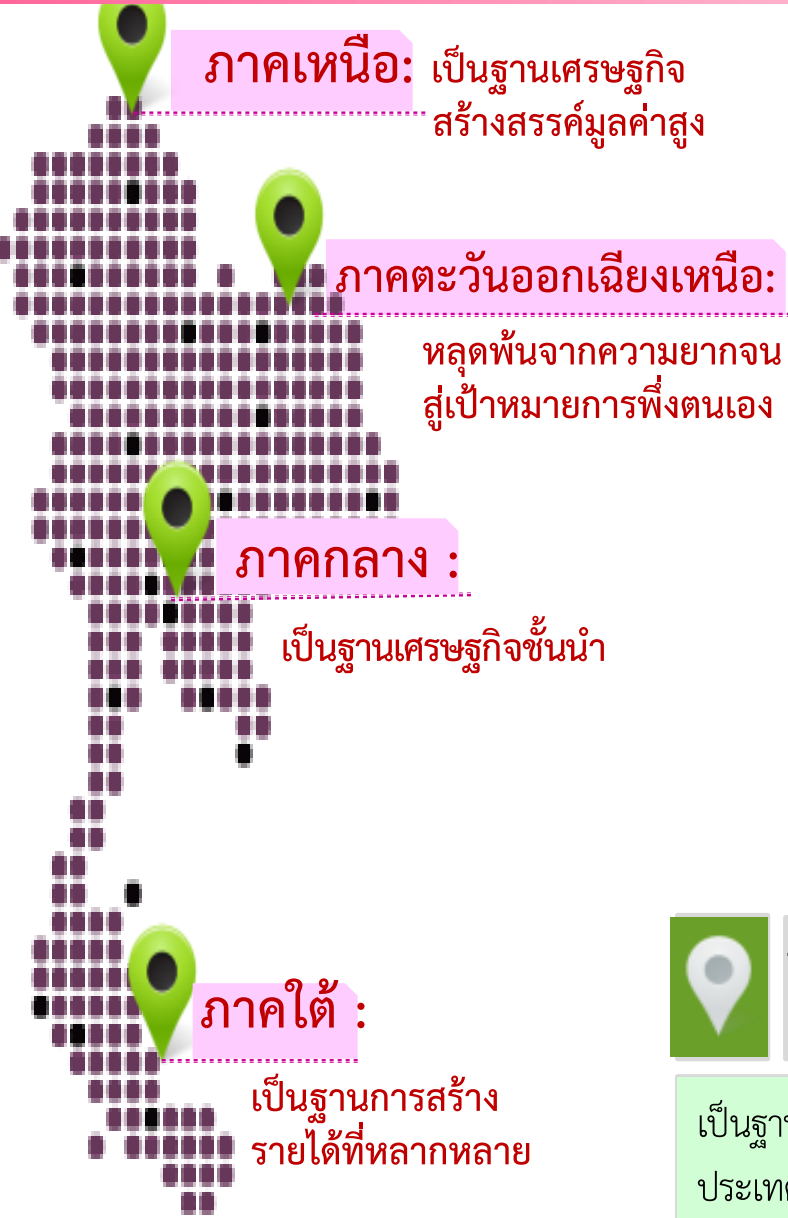 ภาคเหนือ: เป็นฐานเศรษฐกิจ
สร้างสรรค์มูลค่าสูง
ภาคตะวันออกเฉียงเหนือ:
หลุดพ้นจากความยากจน
สู่เป้าหมายการพึ่งตนเอง
ภาคกลาง :
เป็นฐานเศรษฐกิจชั้นนำ
ภาคใต้ :
เป็นฐานการสร้าง
รายได้ที่หลากหลาย
เป็นฐาน